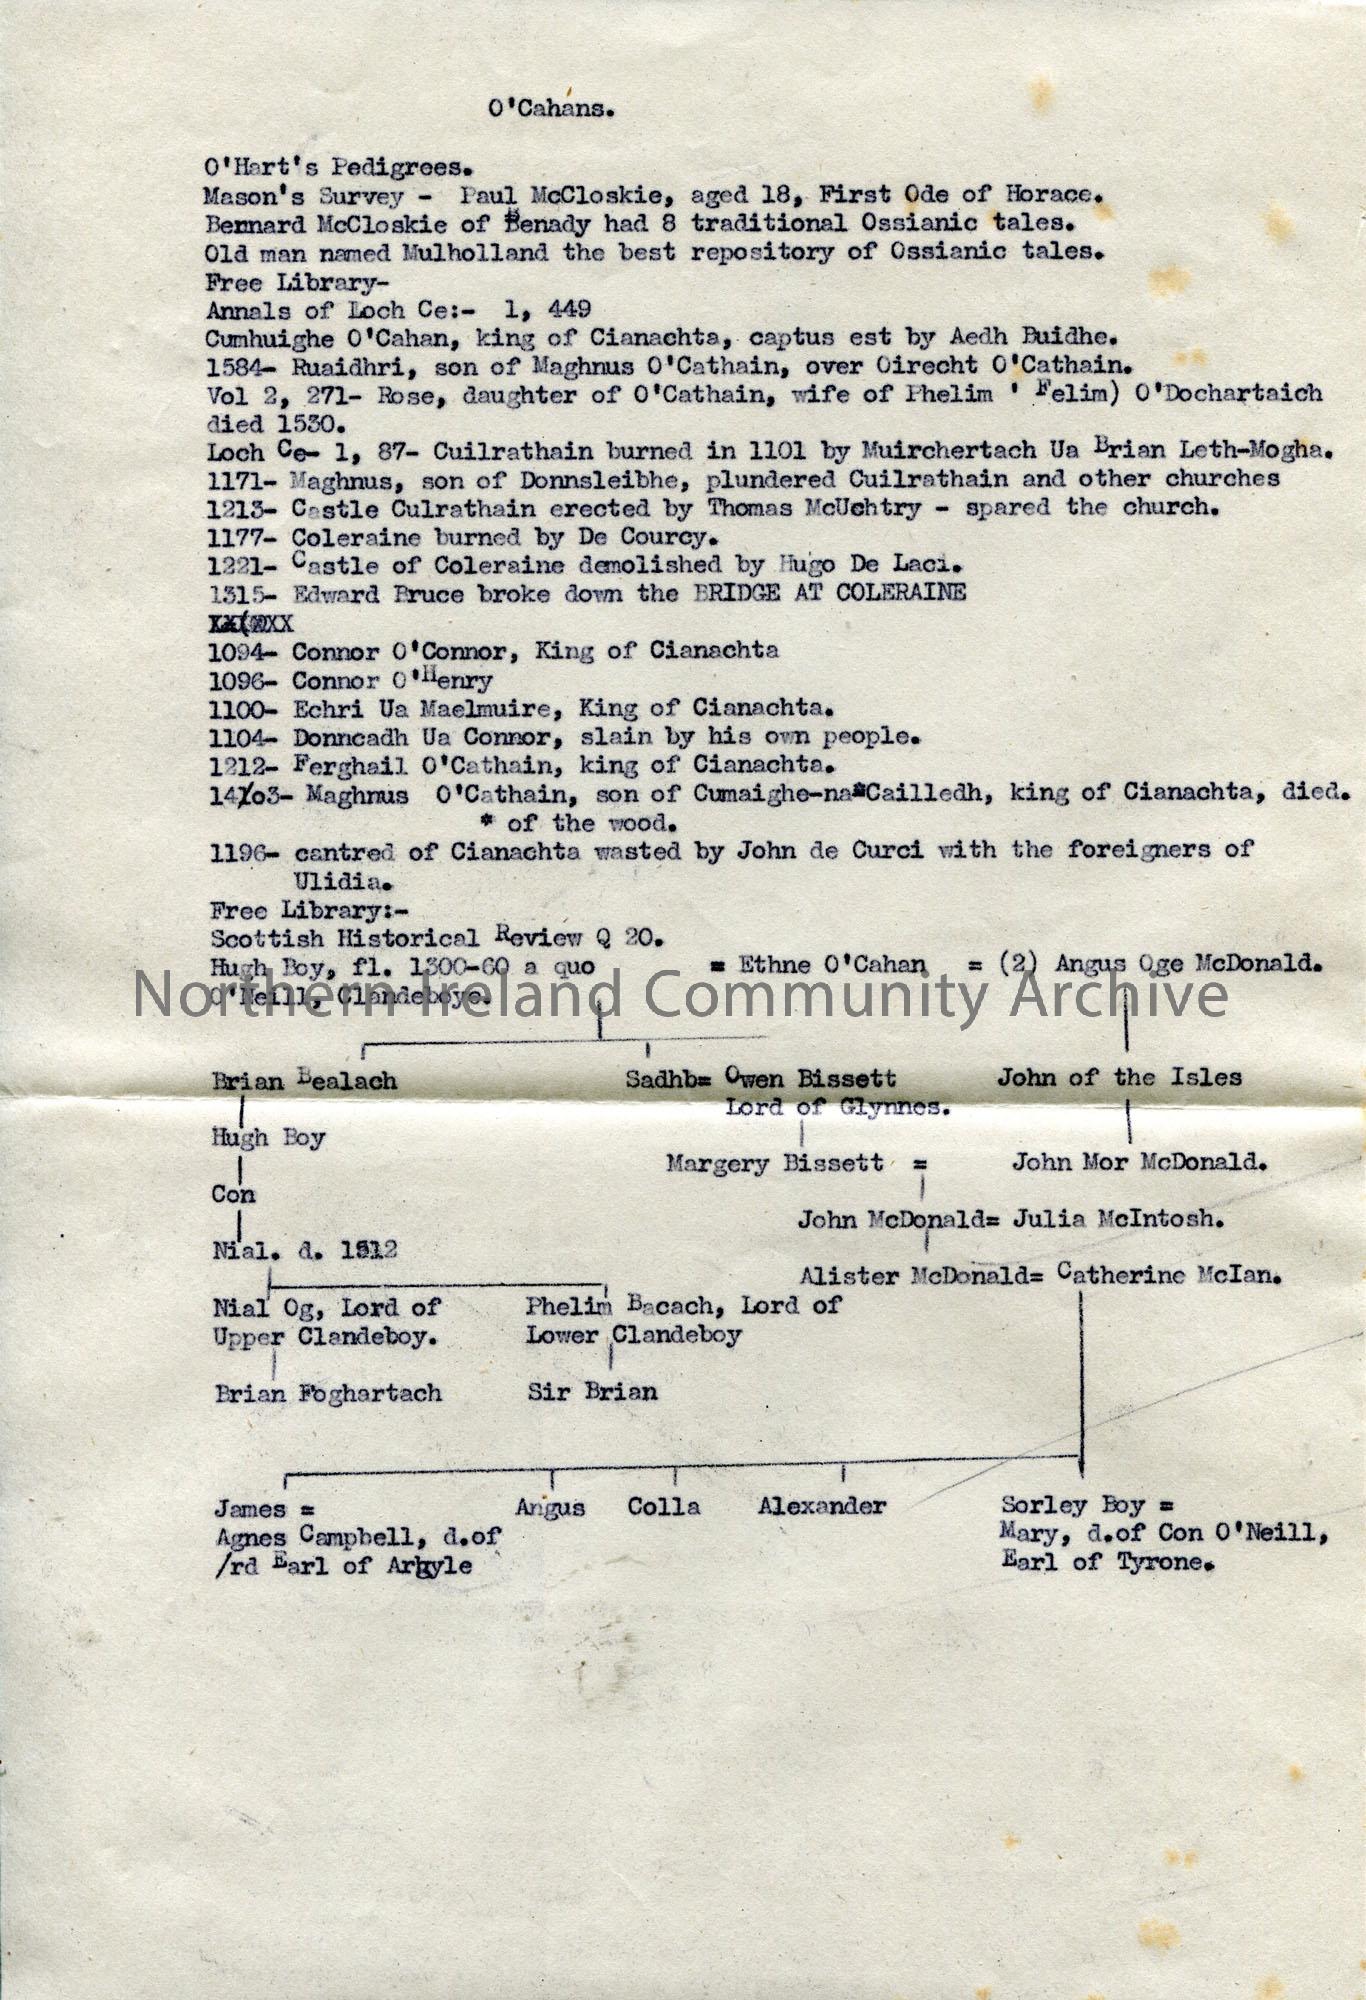 O'Cahans.
O'Hart's Pedigrees.
Mason's Survey - Paul McCloskie, aged 18, First Ode of Horace.
Bernard McCloskie of Benady had 8 traditional Ossianic tales.
Old man named Mulholland the best repository of Ossianic tales.
Free Library-
Annals of Loch Ce:- 1, 449
Cumhuighe O'Cahan, king of Cianachta, captus est by Aedh Buidhe.
1584- Ruaidhri, son of Maghnus O'Cathain, over Oirecht O'Cathain.
Vol 2, 271- Rose, daughter of O'Cathain, wife of Phelim ' Felim) O'Dochartaich
died 1530.
Loch Ce- 1, 87- Cuilrathain burned in 1101 by Muirchertach Ua Brian Leth-Mogha.
1171- Maghnus, son of Donnsleibhe, plundered Cuilrathain and other churches
1213- Castle Culrathain erected by Thomas McUchtry - spared the church.
1177- Coleraine burned by De Courcy.
1221- Castle of Coleraine demolished by Hugo De Laci.
1315- Edward Bruce broke down the BRIDGE AT COLERAINE
1094- Connor O'Connor, King of Cianachta
1096- Connor O'Henry
1100- Echri Ua Maelmuire, King of Cianachta.
1104- Donncadh Ua Connor, slain by his own people.
1212- Ferghail O'Cathain, king of Cianachta.
14/03- Maghnus O'Cathain, son of Cumaighe-na*Cailledh, king of Cianachta, died.
* of the wood.
1196- cantred of Cianachta wasted by John de Curci with the foreigners of
Ulidia.
Free Library:-
Scottish Historical Review Q 20.
Hugh Boy, fl. 1300-60 a quo = Ethne O'Cahan = (2) Angus Oge McDonald.
O'Neill, Clandeboye.
Northern Ireland Community Archive
Brian Bealach Sadhb= Owen Bissett John of the Isles
Lord of Glynnes.
Hugh Boy
Margery Bissett = John Mor McDonald.
Con
John McDonald= Julia McIntosh.
Nial. d. 1512
Alister McDonald= Catherine McIan.
Nial Og, Lord of Phelim Bacach, Lord of
Upper Clandeboy. Lower Clandeboy
Brian Foghartach Sir Brian
James = Angus Colla Alexander Sorley Boy =
Agnes Campbell, d.of Mary, d.of Con O'Neill,
/rd Earl of Argyle Earl of Tyrone.